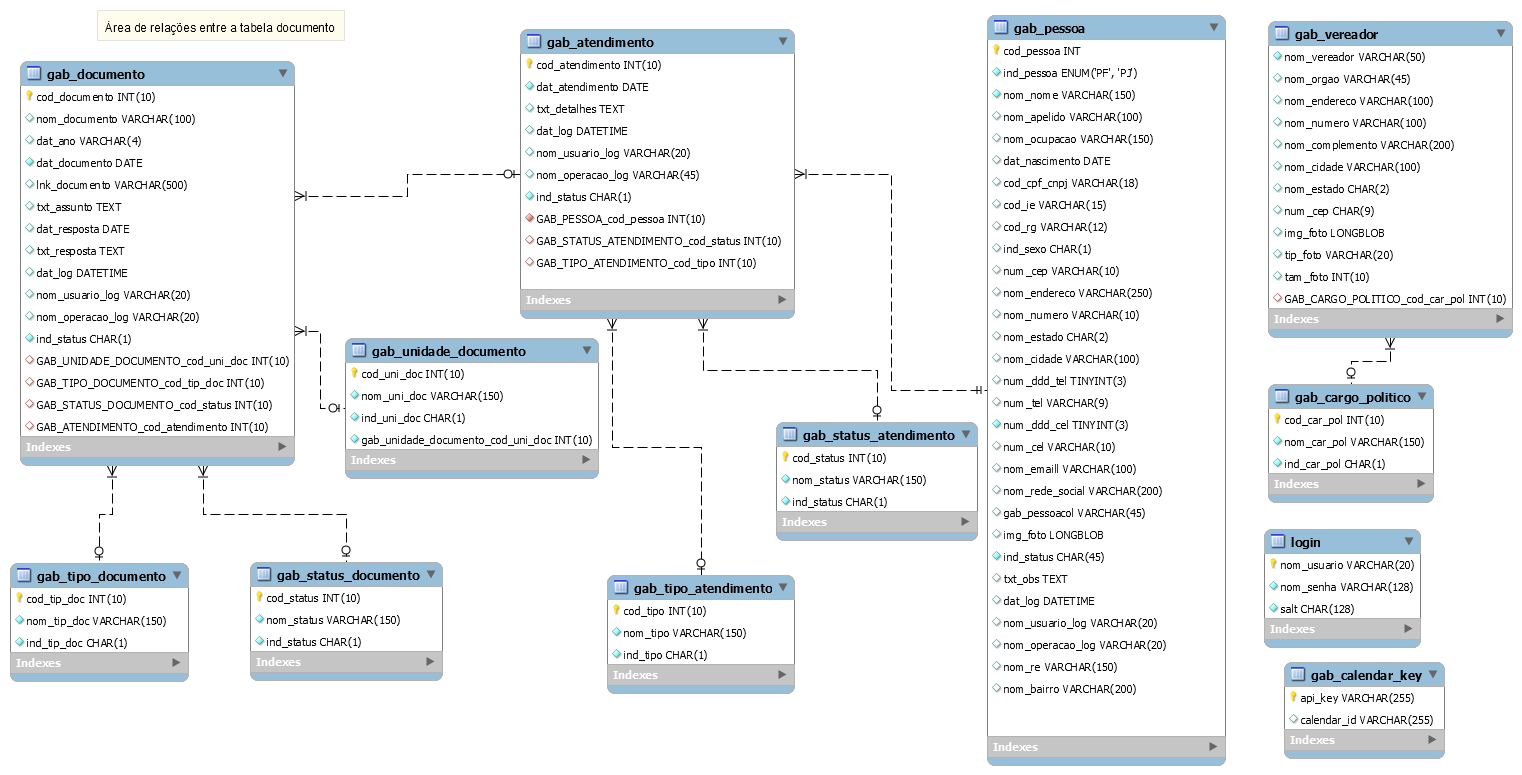 Área de relações entre a tabela documento
gab_documento
cod_documento INT(10)
nom_documento VARCHAR(100)
dat_ano VARCHAR(4)
dat_documento DATE
lnk_documento VARCHAR(500)
txt_assunto TEXT
dat_resposta DATE
txt_resposta TEXT
dat_log DATETIME
nom_usuario_log VARCHAR(20)
nom_operacao_log VARCHAR(20)
ind_status CHAR(1)
GAB_UNIDADE_DOCUMENTO_cod_uni_doc INT(10)
GAB_TIPO_DOCUMENTO_cod_tip_doc INT(10)
GAB_STATUS_DOCUMENTO_cod_status INT(10)
GAB_ATENDIMENTO_cod_atendimento INT(10)
Indexes
gab_tipo_documento
cod_tip_doc INT(10)
nom_tip_doc VARCHAR(150)
ind_tip_doc CHAR(1)
Indexes
gab_status_documento
cod_status INT(10)
nom_status VARCHAR(150)
ind_status CHAR(1)
Indexes
gab_unidade_documento
cod_uni_doc INT(10)
nom_uni_doc VARCHAR(150)
ind_uni_doc CHAR(1)
gab_unidade_documento_cod_uni_doc INT(10)
Indexes
gab_atendimento
cod_atendimento INT(10)
dat_atendimento DATE
txt_detalhes TEXT
dat_log DATETIME
nom_usuario_log VARCHAR(20)
nom_operacao_log VARCHAR(45)
ind_status CHAR(1)
GAB_PESSOA_cod_pessoa INT(10)
GAB_STATUS_ATENDIMENTO_cod_status INT(10)
GAB_TIPO_ATENDIMENTO_cod_tipo INT(10)
Indexes
gab_tipo_atendimento
cod_tipo INT(10)
nom_tipo VARCHAR(150)
ind_tipo CHAR(1)
Indexes
gab_status_atendimento
cod_status INT(10)
nom_status VARCHAR(150)
ind_status CHAR(1)
Indexes
gab_pessoa
cod_pessoa INT
ind_pessoa ENUM('PF', 'PJ')
nom_nome VARCHAR(150)
nom_apelido VARCHAR(100)
nom_ocupacao VARCHAR(150)
dat_nascimento DATE
cod_cpf_cnpj VARCHAR(18)
cod_ie VARCHAR(15)
cod_rg VARCHAR(12)
ind_sexo CHAR(1)
num_cep VARCHAR(10)
nom_endereco VARCHAR(250)
nom_numero VARCHAR(10)
nom_estado CHAR(2)
nom_cidade VARCHAR(100)
num_ddd_tel TINYINT(3)
num_tel VARCHAR(9)
num_ddd_cel TINYINT(3)
num_cel VARCHAR(10)
nom_emaill VARCHAR(100)
nom_rede_social VARCHAR(200)
gab_pessoacol VARCHAR(45)
img_foto LONGBLOB
ind_status CHAR(45)
txt_obs TEXT
dat_log DATETIME
nom_usuario_log VARCHAR(20)
nom_operacao_log VARCHAR(20)
nom_re VARCHAR(150)
nom_bairro VARCHAR(200)
Indexes
gab_vereador
nom_vereador VARCHAR(50)
nom_orgao VARCHAR(45)
nom_endereco VARCHAR(100)
nom_numero VARCHAR(100)
nom_complemento VARCHAR(200)
nom_cidade VARCHAR(100)
nom_estado CHAR(2)
num_cep CHAR(9)
img_foto LONGBLOB
tip_foto VARCHAR(20)
tam_foto INT(10)
GAB_CARGO_POLITICO_cod_car_pol INT(10)
Indexes
gab_cargo_politico
cod_car_pol INT(10)
nom_car_pol VARCHAR(150)
ind_car_pol CHAR(1)
Indexes
login
nom_usuario VARCHAR(20)
nom_senha VARCHAR(128)
salt CHAR(128)
Indexes
gab_calendar_key
api_key VARCHAR(255)
calendar_id VARCHAR(255)
Indexes